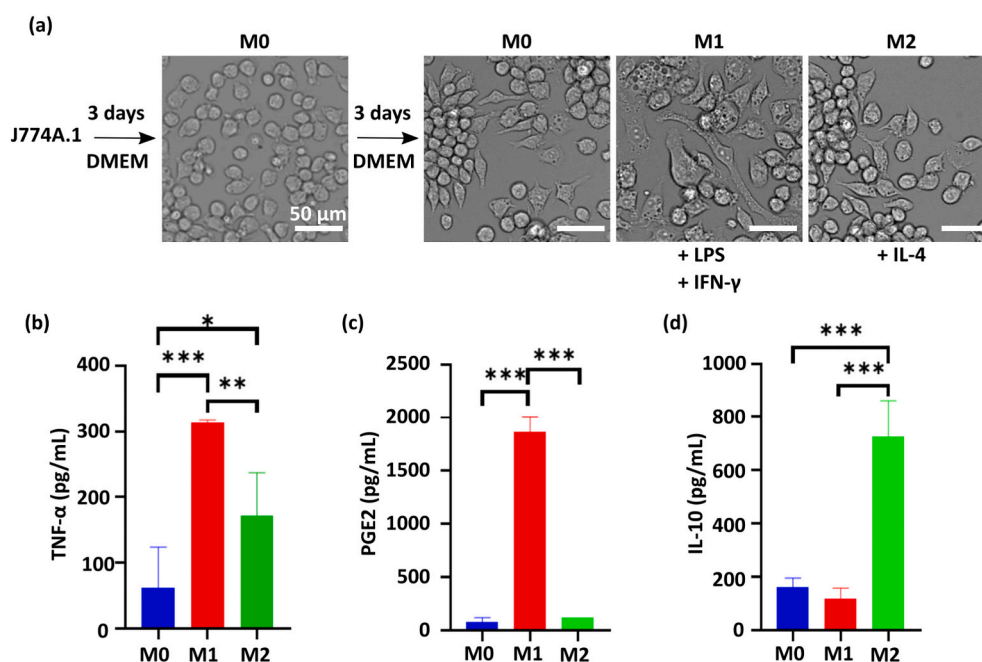 (a)
M0
M0
M1
M2
J774A.1
3 days
DMEM
3 days
DMEM
50 µm
+ LPS
+ IFN-γ
+ IL-4
(b)
TNF-α (pg/mL)
400
300
200
100
0
*
***
**
M0 M1 M2
(c)
PGE2 (pg/mL)
2500
2000
1500
1000
500
0
***
***
M0 M1 M2
(d)
IL-10 (pg/mL)
1000
800
600
400
200
0
***
***
M0 M1 M2